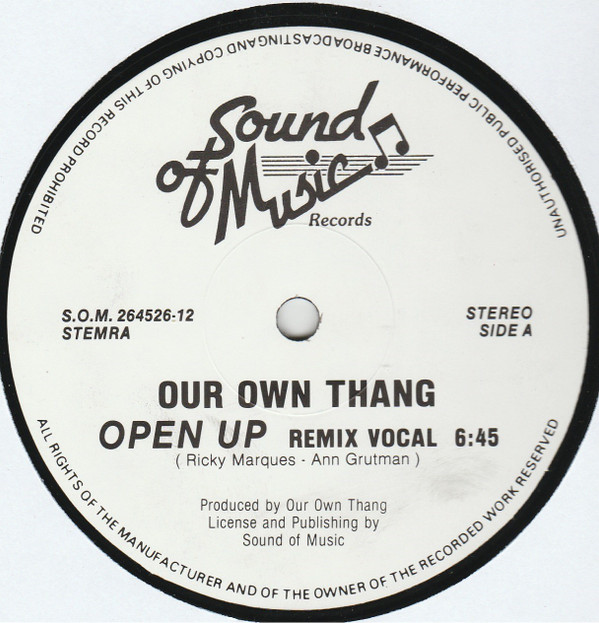 UNAUTHORISED PUBLIC PERFORMANCE BROADCASTING AND COPYING OF THIS RECORD PROHIBITED
Sound
of Music
Records
S.O.M. 264526-12
STEMRA
STEREO
SIDE A
OUR OWN THANG
OPEN UP REMIX VOCAL 6:45
( Ricky Marques - Ann Grutman )
Produced by Our Own Thang
License and Publishing by
Sound of Music
ALL RIGHTS OF THE MANUFACTURER AND OF THE OWNER OF THE RECORDED WORK RESERVED